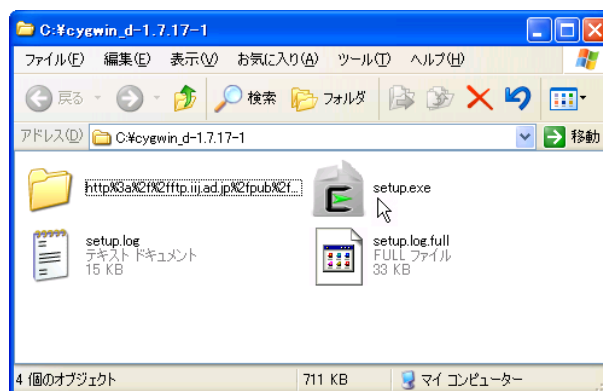 C:¥cygwin_d-1.7.17-1
ファイル(F) 編集(E) 表示(V) お気に入り(A) ツール(T) ヘルプ(H)
戻る 検索 フォルダ
アドレス(D) C:¥cygwin_d-1.7.17-1 移動
http%3a%2f%2fftp.iij.ad.jp%2fpub%2f...
setup.exe
setup.log
テキスト ドキュメント
15 KB
setup.log.full
FULL ファイル
33 KB
4 個のオブジェクト 711 KB マイ コンピューター